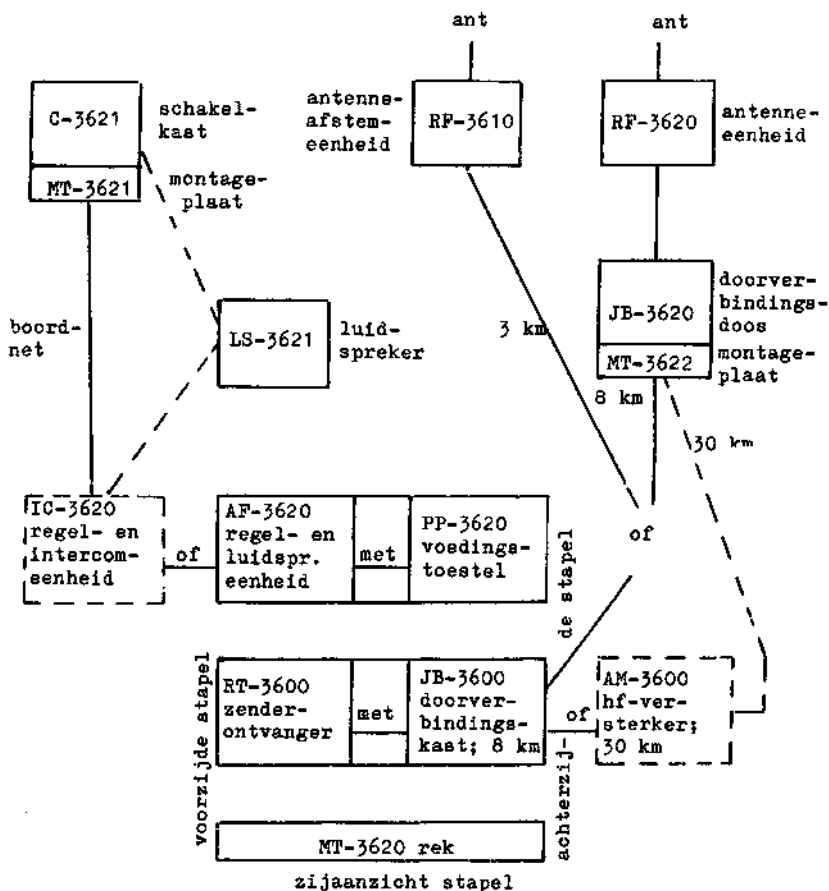 ant
ant
C-3621
schakel-
kast
MT-3621
montage-
plaat
antenne-
afstem-
eenheid
RF-3610
RF-3620
antenne-
eenheid
boord-
net
LS-3621
luid-
spreker
3 km
JB-3620
doorver-
bindings-
doos
MT-3622
montage-
plaat
8 km
30 km
IC-3620
regel- en
intercom-
eenheid
of
AF-3620
regel- en
luidspr.
eenheid
met
PP-3620
voedings-
toestel
of
voorzijde stapel
RT-3600
zender-
ontvanger
met
JB-3600
doorver-
bindings-
kast; 8 km
achterzij-
de stapel
of
AM-3600
hf-ver-
sterker;
30 km
MT-3620 rek
zijaanzicht stapel